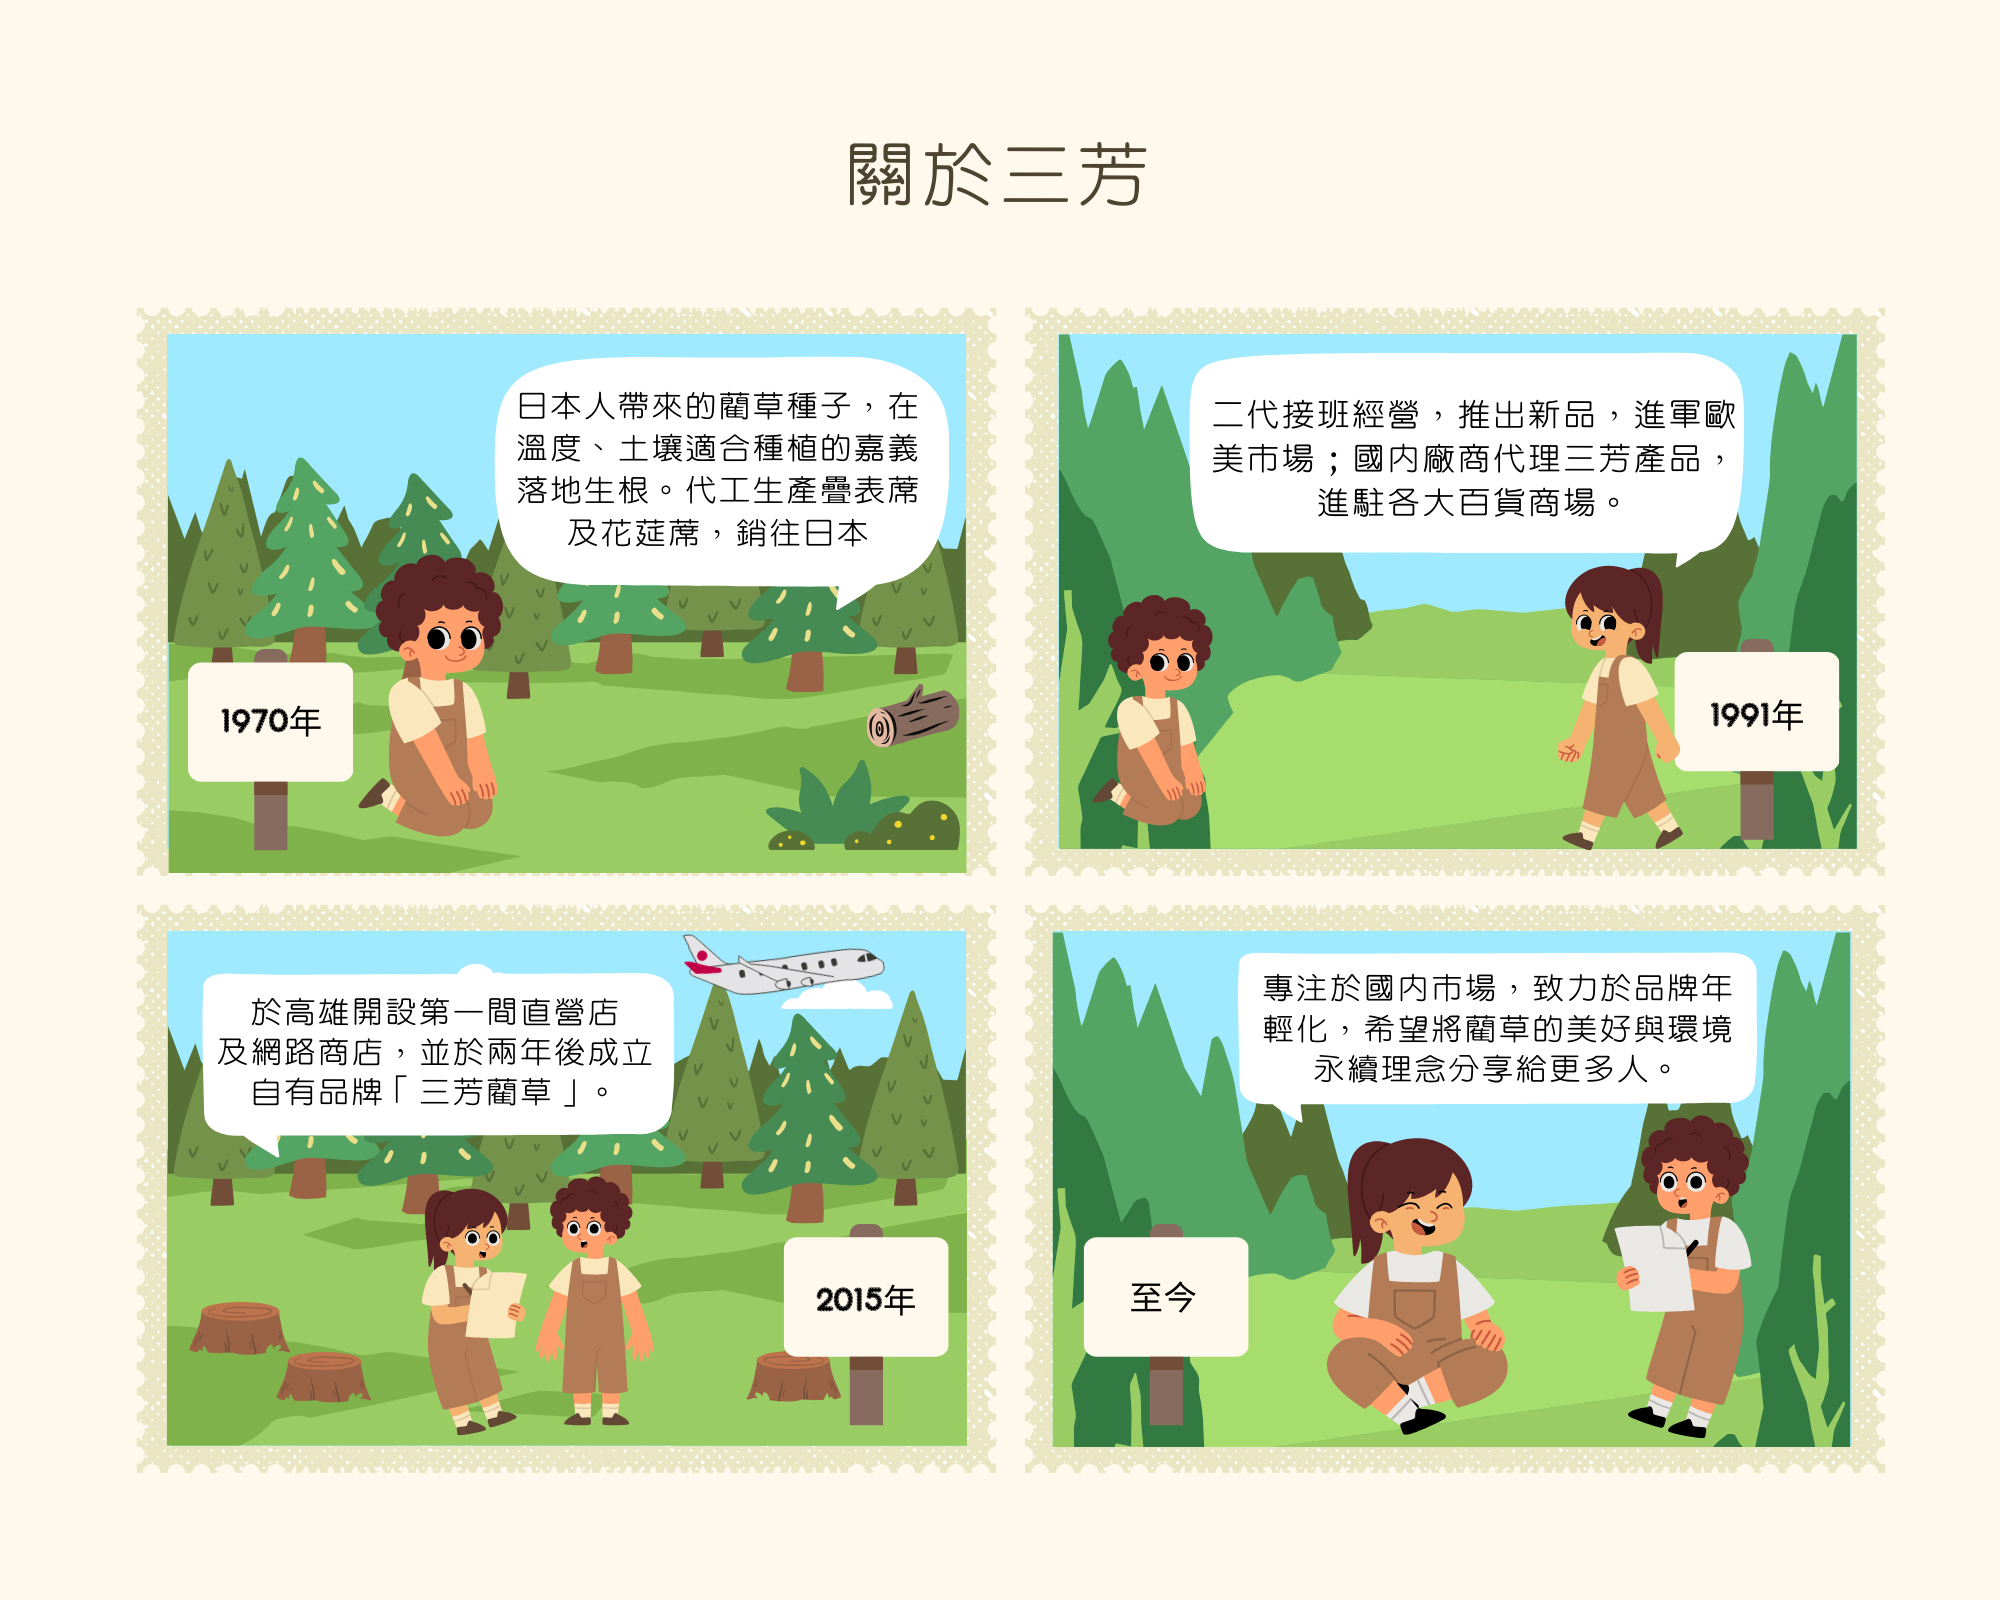 關於三芳
日本人帶來的藺草種子，在
溫度、土壤適合種植的嘉義
落地生根。代工生產疊表蓆
及花莚蓆，銷往日本
1970年
二代接班經營，推出新品，進軍歐
美市場；國內廠商代理三芳產品，
進駐各大百貨商場。
1991年
於高雄開設第一間直營店
及網路商店，並於兩年後成立
自有品牌「 三芳藺草 」。
2015年
專注於國內市場，致力於品牌年
輕化，希望將藺草的美好與環境
永續理念分享給更多人。
至今